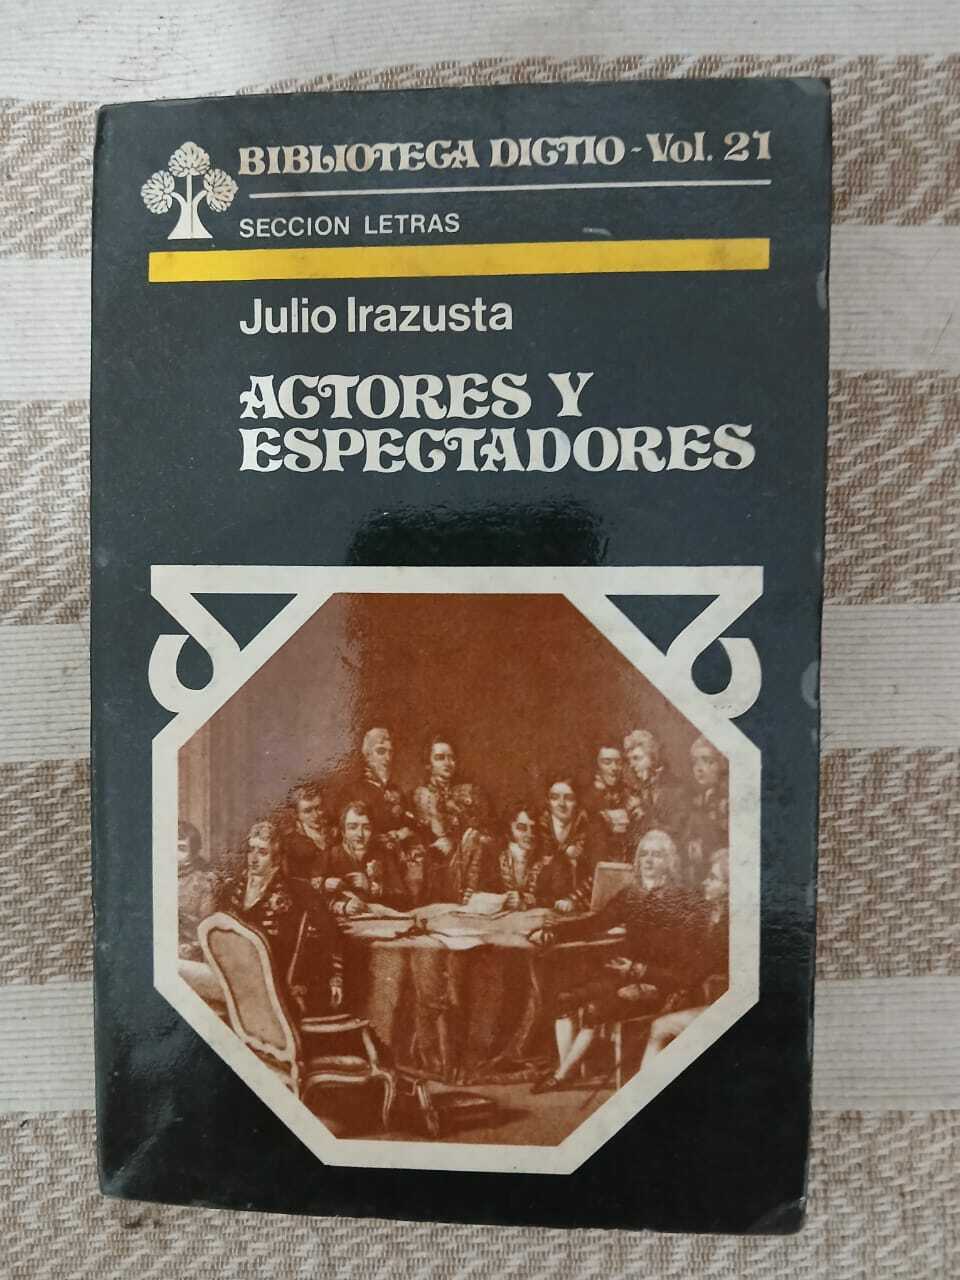 BIBLIOTECA DICTIO - Vol. 21
SECCION LETRAS
Julio Irazusta
ACTORES Y
ESPECTADORES